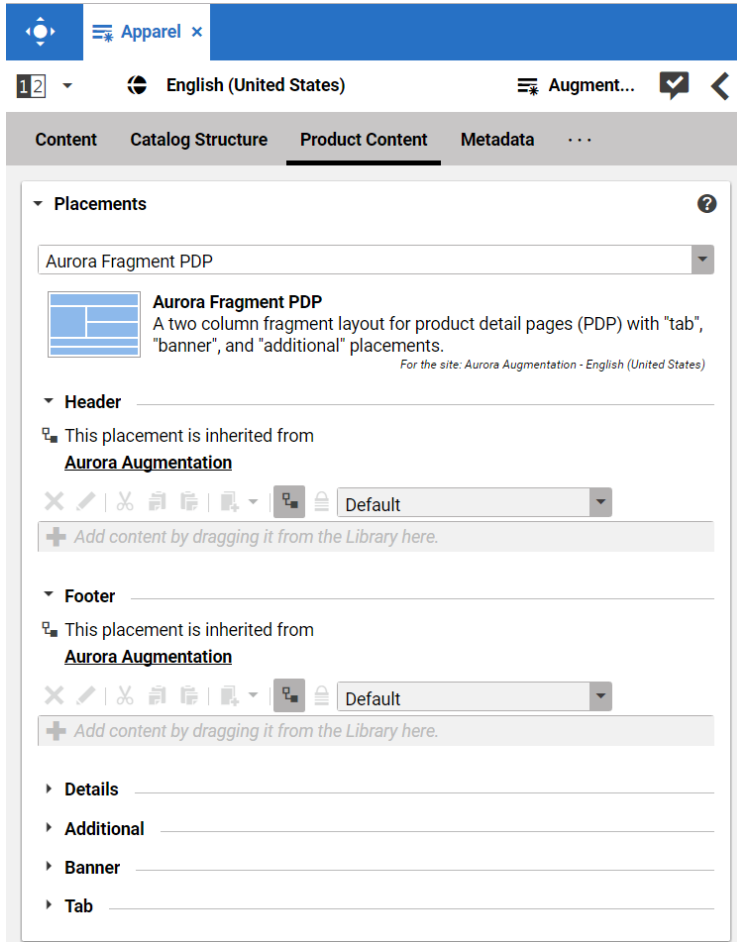 Apparel ×
12
English (United States)
Augment...
Content Catalog Structure Product Content Metadata ...
Placements
Aurora Fragment PDP
Aurora Fragment PDP
A two column fragment layout for product detail pages (PDP) with "tab",
"banner", and "additional" placements.
For the site: Aurora Augmentation - English (United States)
Header
This placement is inherited from
Aurora Augmentation
Default
Add content by dragging it from the Library here.
Footer
This placement is inherited from
Aurora Augmentation
Default
Add content by dragging it from the Library here.
Details
Additional
Banner
Tab